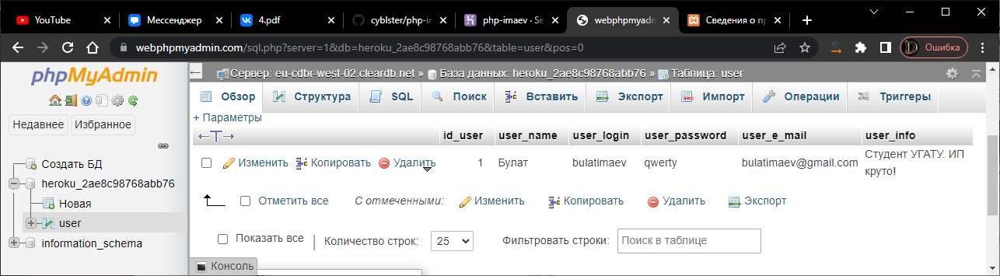 YouTube Мессенджер 4.pdf cyblster/php-im php-imaev · Se webphpmyadm Сведения о пр
webphpmyadmin.com/sql.php?server=1&db=heroku_2ae8c98768abb76&table=user&pos=0 Ошибка
phpMyAdmin
Недавнее Избранное
Создать БД
heroku_2ae8c98768abb76
Новая
user
information_schema
Сервер: eu-cdbr-west-02.cleardb.net » База данных: heroku_2ae8c98768abb76 » Таблица: user
Обзор Структура SQL Поиск Вставить Экспорт Импорт Операции Триггеры
+ Параметры
←T→ id_user user_name user_login user_password user_e_mail user_info
Изменить Копировать Удалить 1 Булат bulatimaev qwerty bulatimaev@gmail.com Студент УГАТУ. ИП
круто!
Отметить все С отмеченными: Изменить Копировать Удалить Экспорт
Показать все Количество строк: 25 Фильтровать строки: Поиск в таблице
Консоль